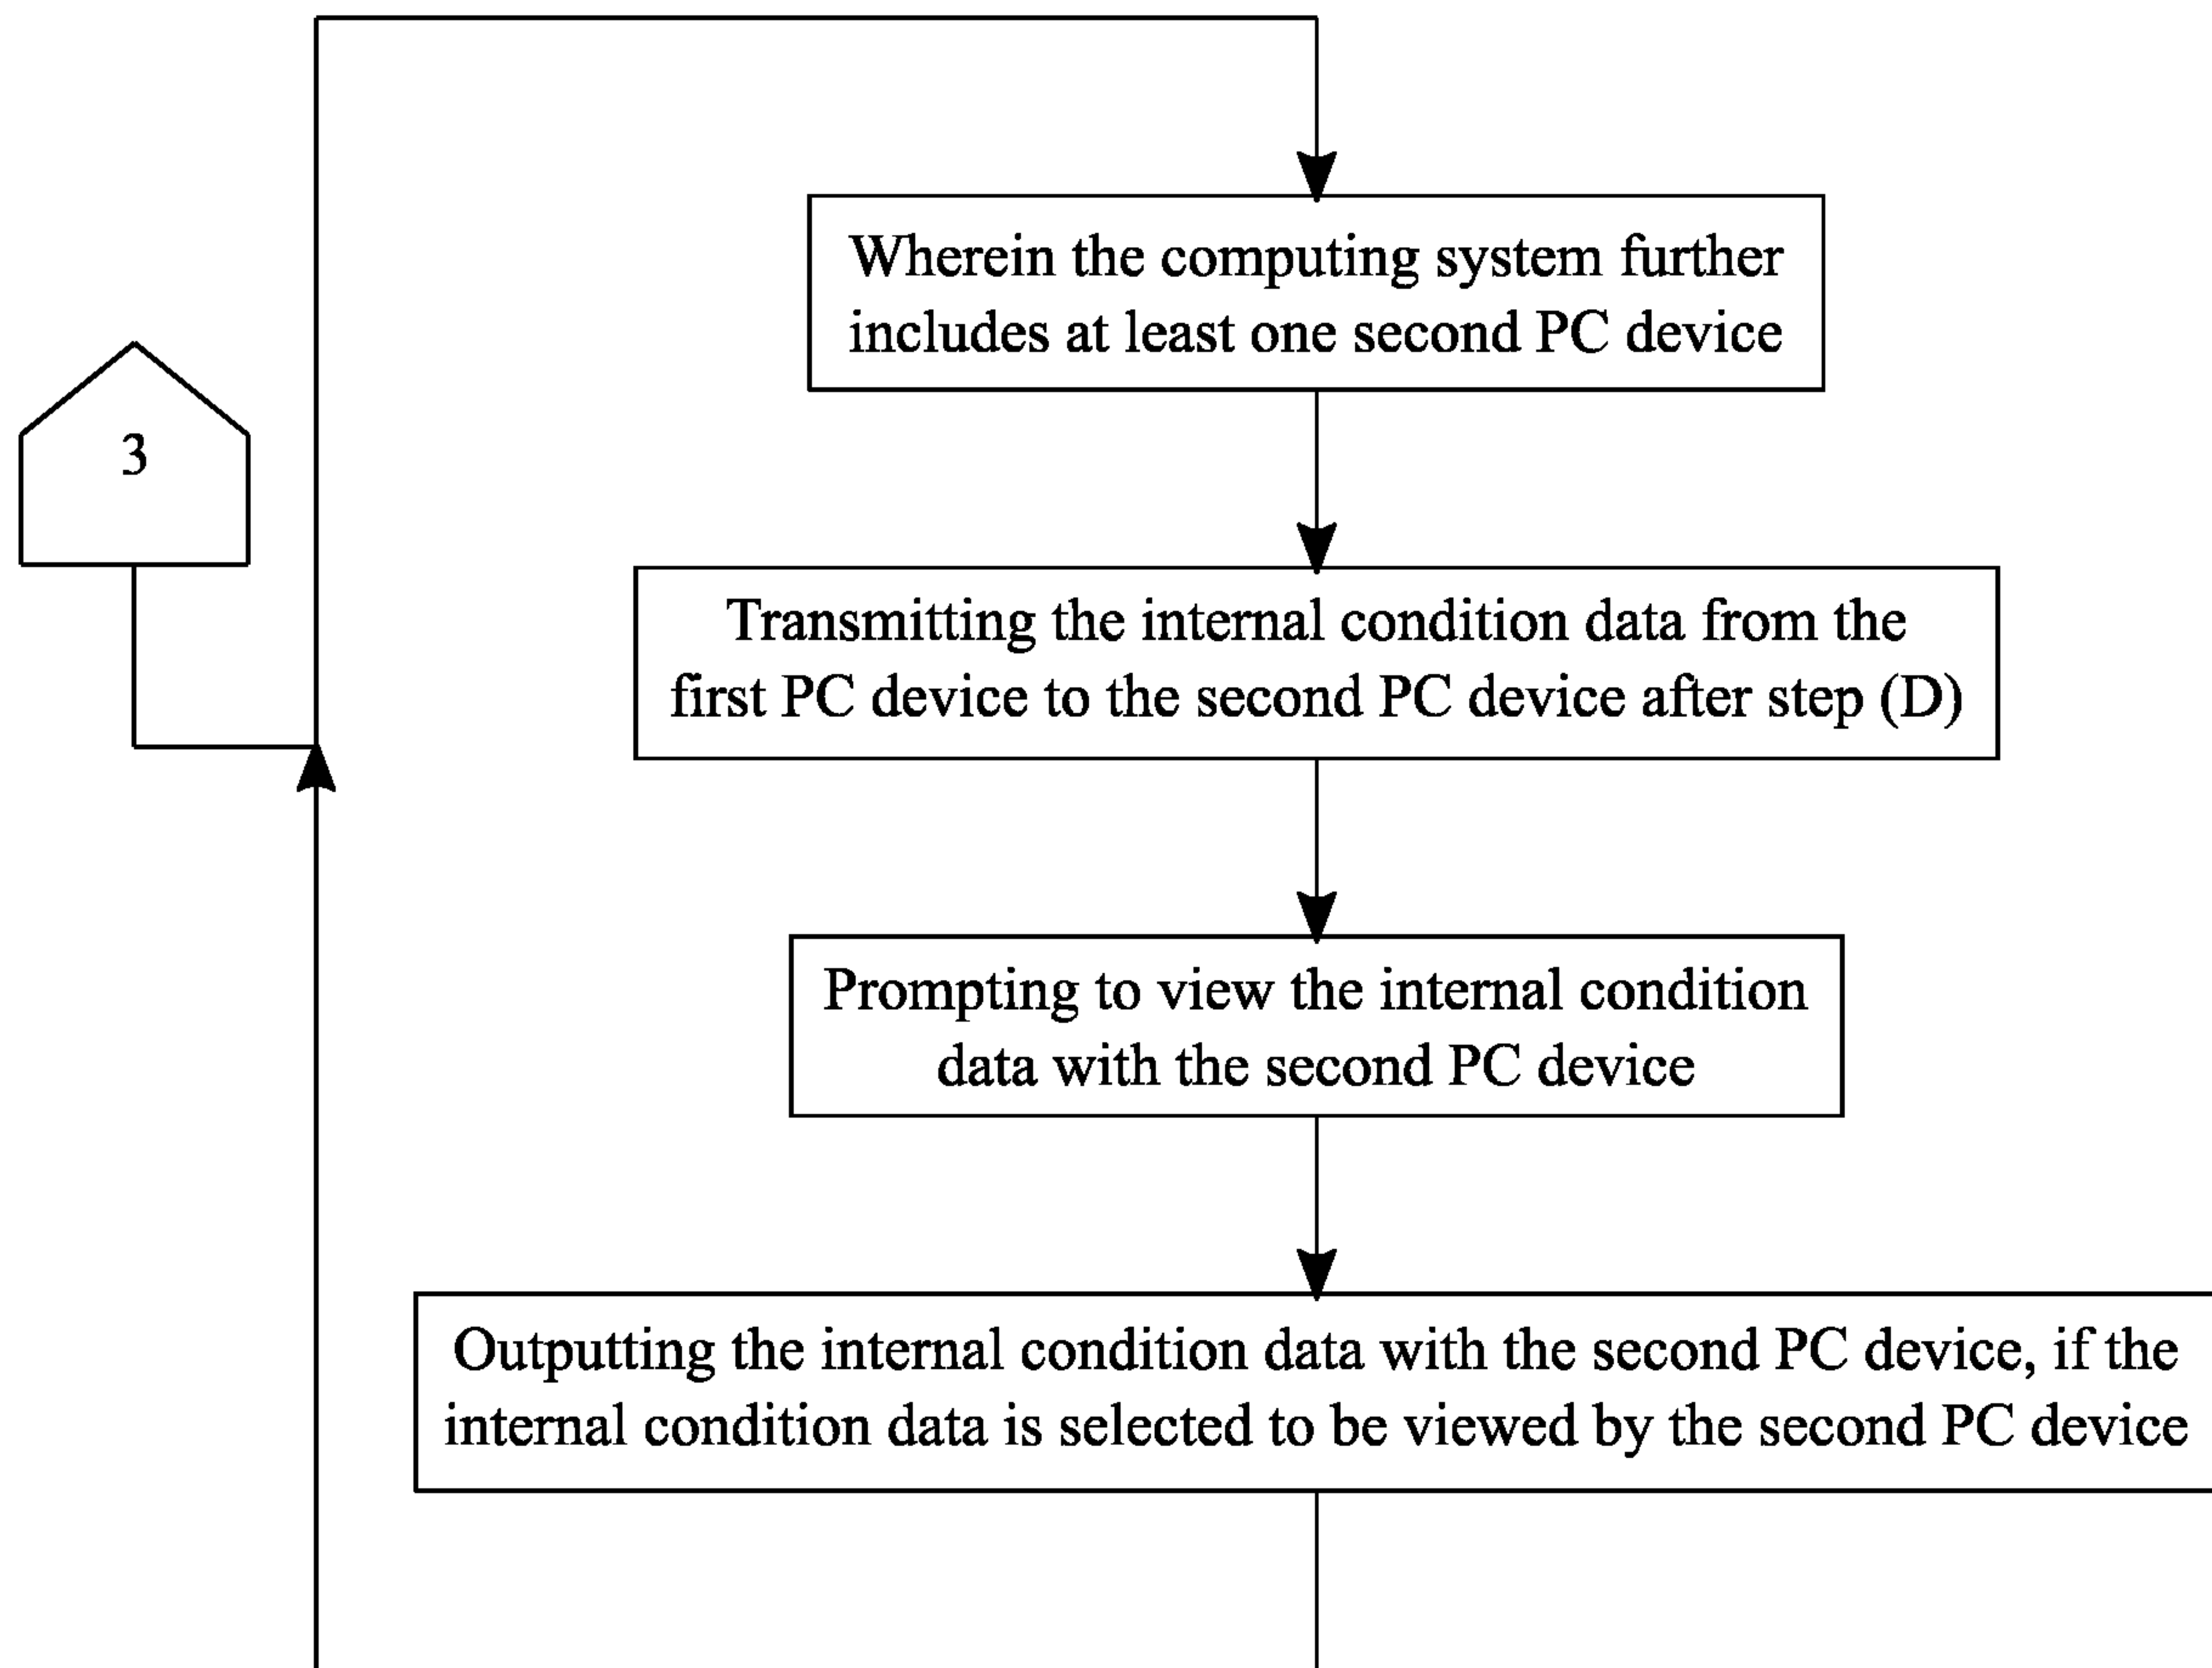 Wherein the computing system further
includes at least one second PC device
3
Transmitting the internal condition data from the
first PC device to the second PC device after step (D)
Prompting to view the internal condition
data with the second PC device
Outputting the internal condition data with the second PC device, if the
internal condition data is selected to be viewed by the second PC device